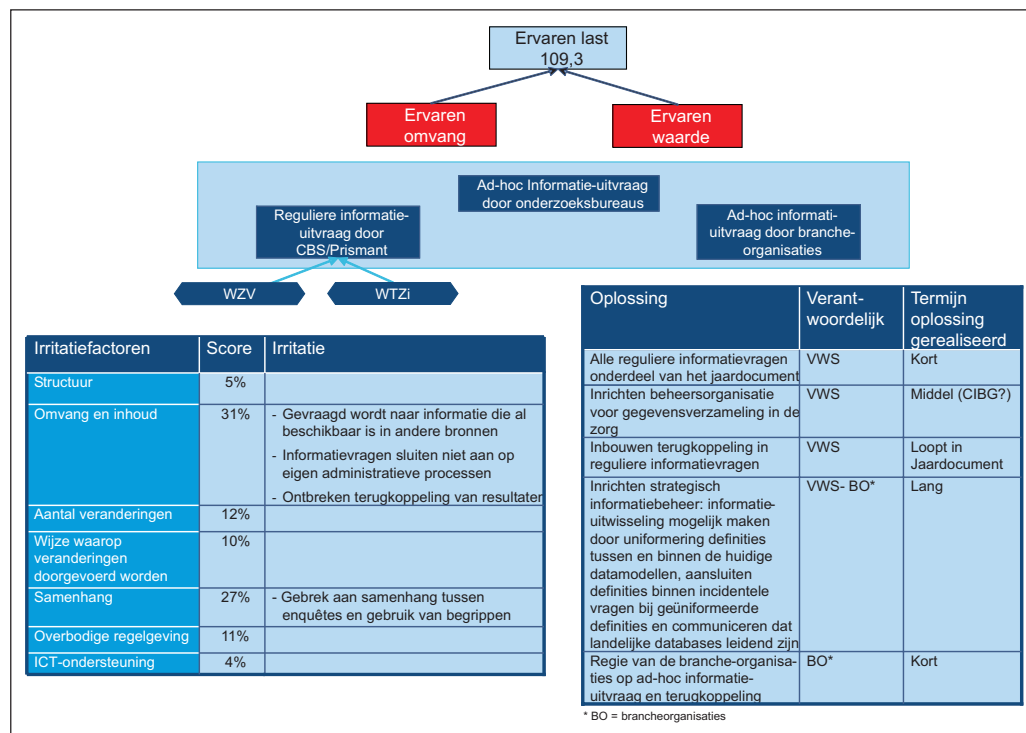 Ervaren last
109,3
Ervaren
omvang
Ervaren
waarde
Ad-hoc Informatie-uitvraag
door onderzoeksbureaus
Reguliere informatie-
uitvraag door
CBS/Prismant
Ad-hoc informati-
uitvraag door branche-
organisaties
WZV
WTZi
Irritatiefactoren Score Irritatie
Structuur 5%
Omvang en inhoud 31% - Gevraagd wordt naar informatie die al
beschikbaar is in andere bronnen
- Informatievragen sluiten niet aan op
eigen administratieve processen
- Ontbreken terugkoppeling van resultater
Aantal veranderingen 12%
Wijze waarop 10%
veranderingen
doorgevoerd worden
Samenhang 27% - Gebrek aan samenhang tussen
enquêtes en gebruik van begrippen
Overbodige regelgeving 11%
ICT-ondersteuning 4%
Oplossing Verant- Termijn
woordelijk oplossing
gerealiseerd
Alle reguliere informatievragen VWS Kort
onderdeel van het jaardocument
Inrichten beheersorganisatie VWS Middel (CIBG?)
voor gegevensverzameling in de
zorg
Inbouwen terugkoppeling in VWS Loopt in
reguliere informatievragen Jaardocument
Inrichten strategisch VWS- BO* Lang
informatiebeheer: informatie-
uitwisseling mogelijk maken
door uniformering definities
tussen en binnen de huidige
datamodellen, aansluiten
definities binnen incidentele
vragen bij geüniformeerde
definities en communiceren dat
landelijke databases leidend zijn
Regie van de branche-organisa- BO* Kort
ties op ad-hoc informatie-
uitvraag en terugkoppeling
* BO = brancheorganisaties